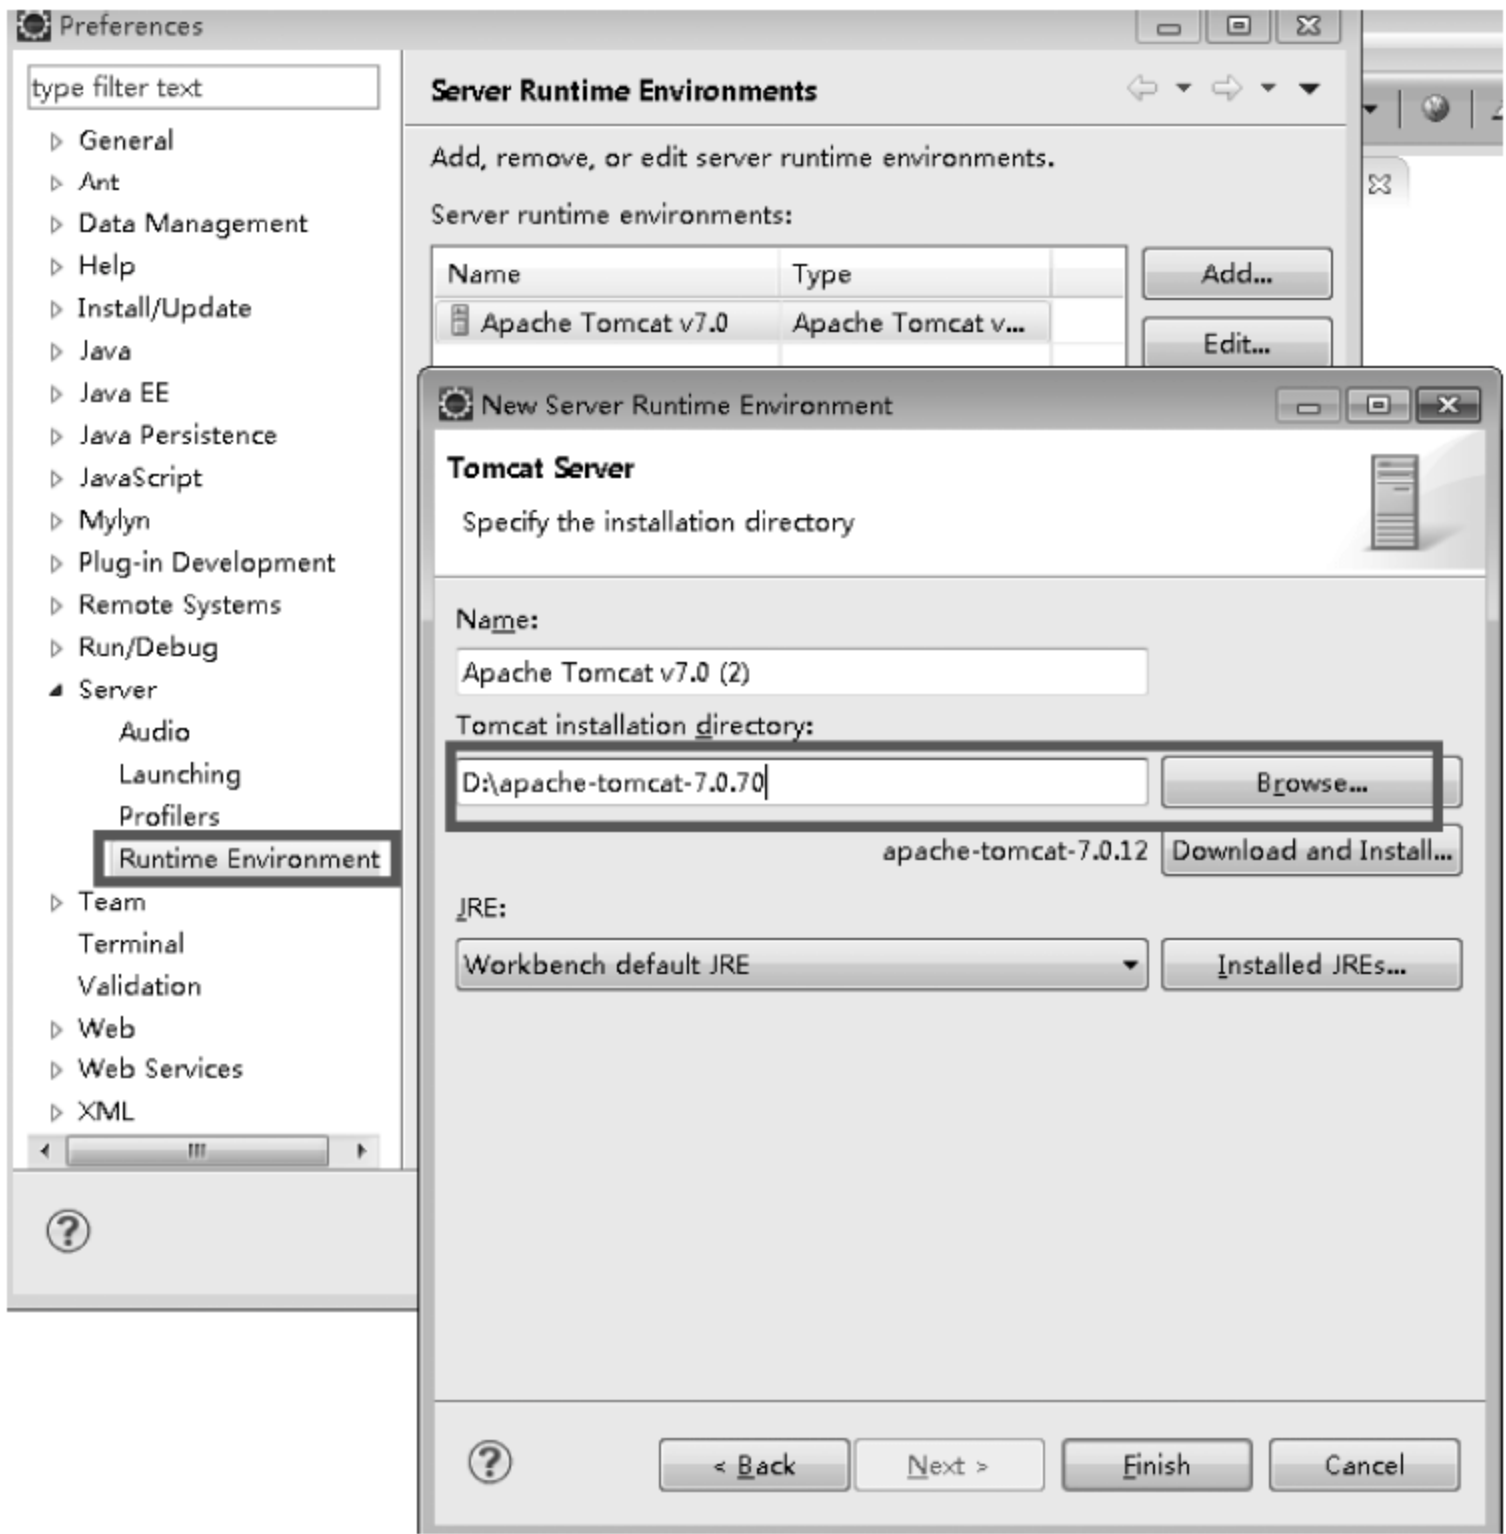 Preferences
type filter text
General
Ant
Data Management
Help
Install/Update
Java
Java EE
Java Persistence
JavaScript
Mylyn
Plug-in Development
Remote Systems
Run/Debug
Server
Audio
Launching
Profilers
Runtime Environment
Team
Terminal
Validation
Web
Web Services
XML
Server Runtime Environments
Add, remove, or edit server runtime environments.
Server runtime environments:
Name Type
Apache Tomcat v7.0 Apache Tomcat v...
Add...
Edit...
New Server Runtime Environment
Tomcat Server
Specify the installation directory
Name:
Apache Tomcat v7.0 (2)
Tomcat installation directory:
D:\apache-tomcat-7.0.70 Browse...
apache-tomcat-7.0.12 Download and Install...
JRE:
Workbench default JRE Installed JREs...
< Back Next > Finish Cancel